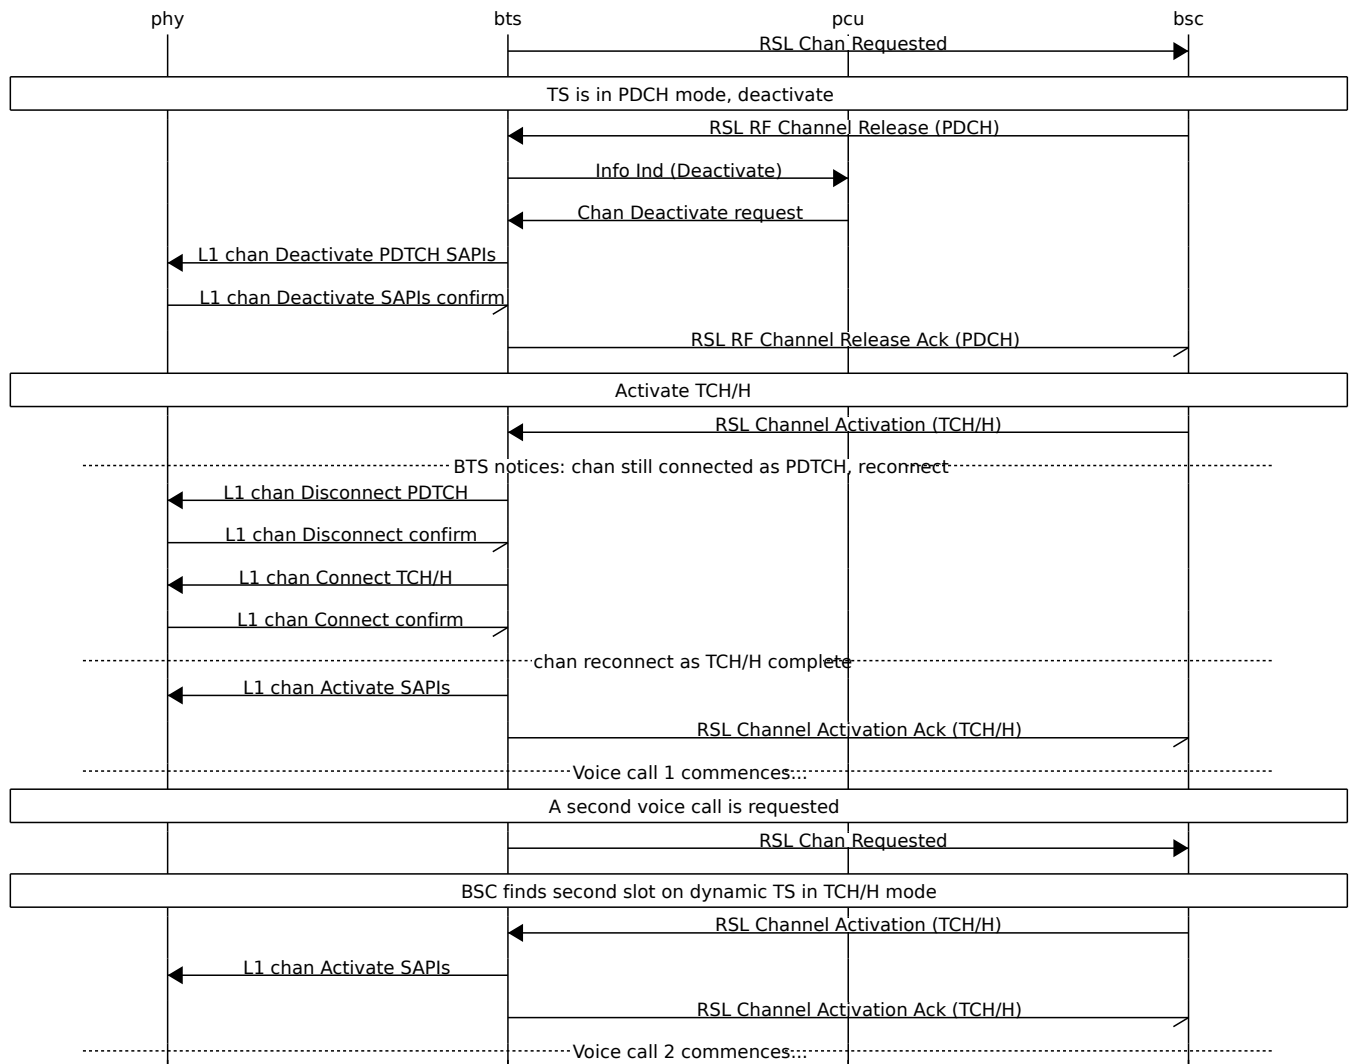 phy bts pcu bsc
RSL Chan Requested
TS is in PDCH mode, deactivate
RSL RF Channel Release (PDCH)
Info Ind (Deactivate)
Chan Deactivate request
L1 chan Deactivate PDTCH SAPIs
L1 chan Deactivate SAPIs confirm
RSL RF Channel Release Ack (PDCH)
Activate TCH/H
RSL Channel Activation (TCH/H)
BTS notices: chan still connected as PDTCH, reconnect
L1 chan Disconnect PDTCH
L1 chan Disconnect confirm
L1 chan Connect TCH/H
L1 chan Connect confirm
chan reconnect as TCH/H complete
L1 chan Activate SAPIs
RSL Channel Activation Ack (TCH/H)
Voice call 1 commences...
A second voice call is requested
RSL Chan Requested
BSC finds second slot on dynamic TS in TCH/H mode
RSL Channel Activation (TCH/H)
L1 chan Activate SAPIs
RSL Channel Activation Ack (TCH/H)
Voice call 2 commences...